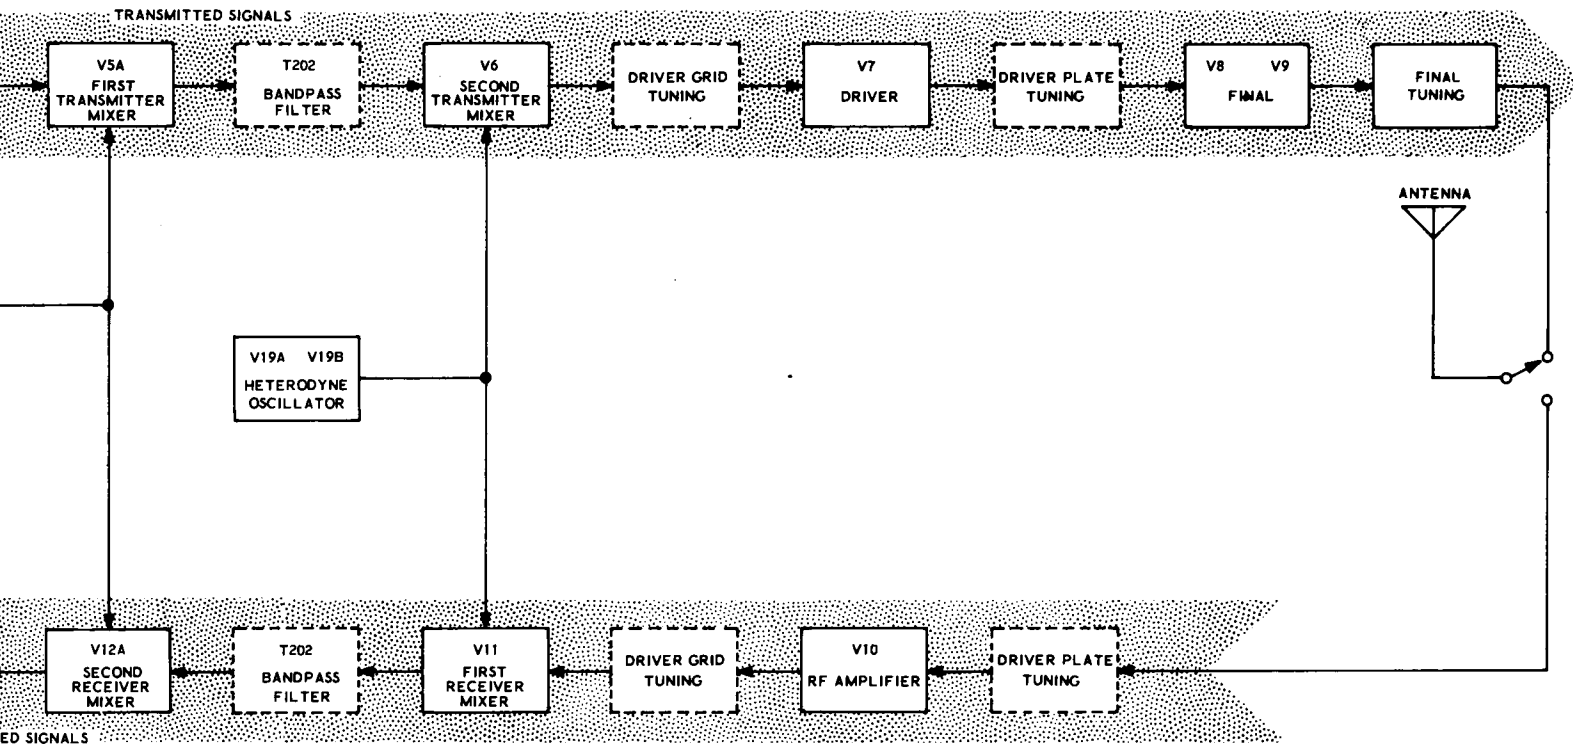 TRANSMITTED SIGNALS
V5A
FIRST
TRANSMITTER
MIXER
T202
BANDPASS
FILTER
V6
SECOND
TRANSMITTER
MIXER
DRIVER GRID
TUNING
V7
DRIVER
DRIVER PLATE
TUNING
V8 V9
FINAL
FINAL
TUNING
ANTENNA
V19A V19B
HETERODYNE
OSCILLATOR
V12A
SECOND
RECEIVER
MIXER
T202
BANDPASS
FILTER
V11
FIRST
RECEIVER
MIXER
DRIVER GRID
TUNING
V10
RF AMPLIFIER
DRIVER PLATE
TUNING
ED SIGNALS